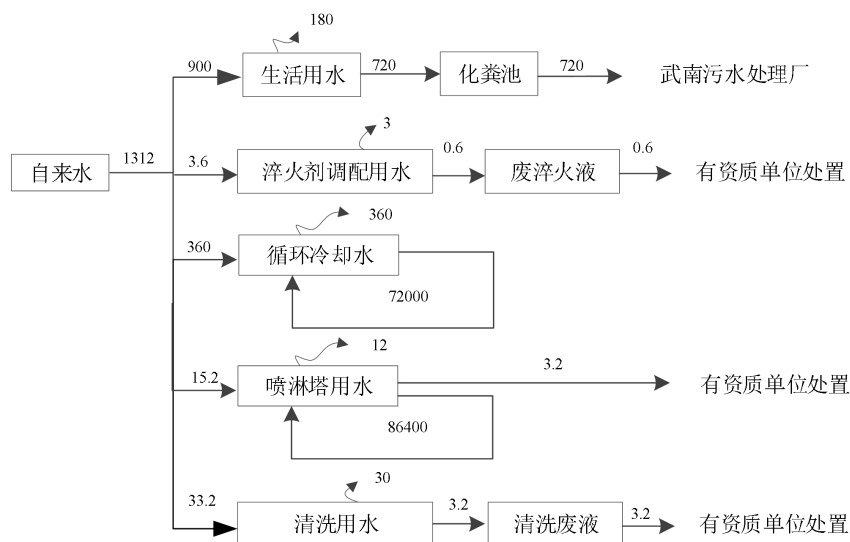 180
900
生活用水
720
化粪池
720
武南污水处理厂
自来水
1312
3
3.6
淬火剂调配用水
0.6
废淬火液
0.6
有资质单位处置
360
360
循环冷却水
72000
12
15.2
喷淋塔用水
3.2
有资质单位处置
86400
30
33.2
清洗用水
3.2
清洗废液
3.2
有资质单位处置